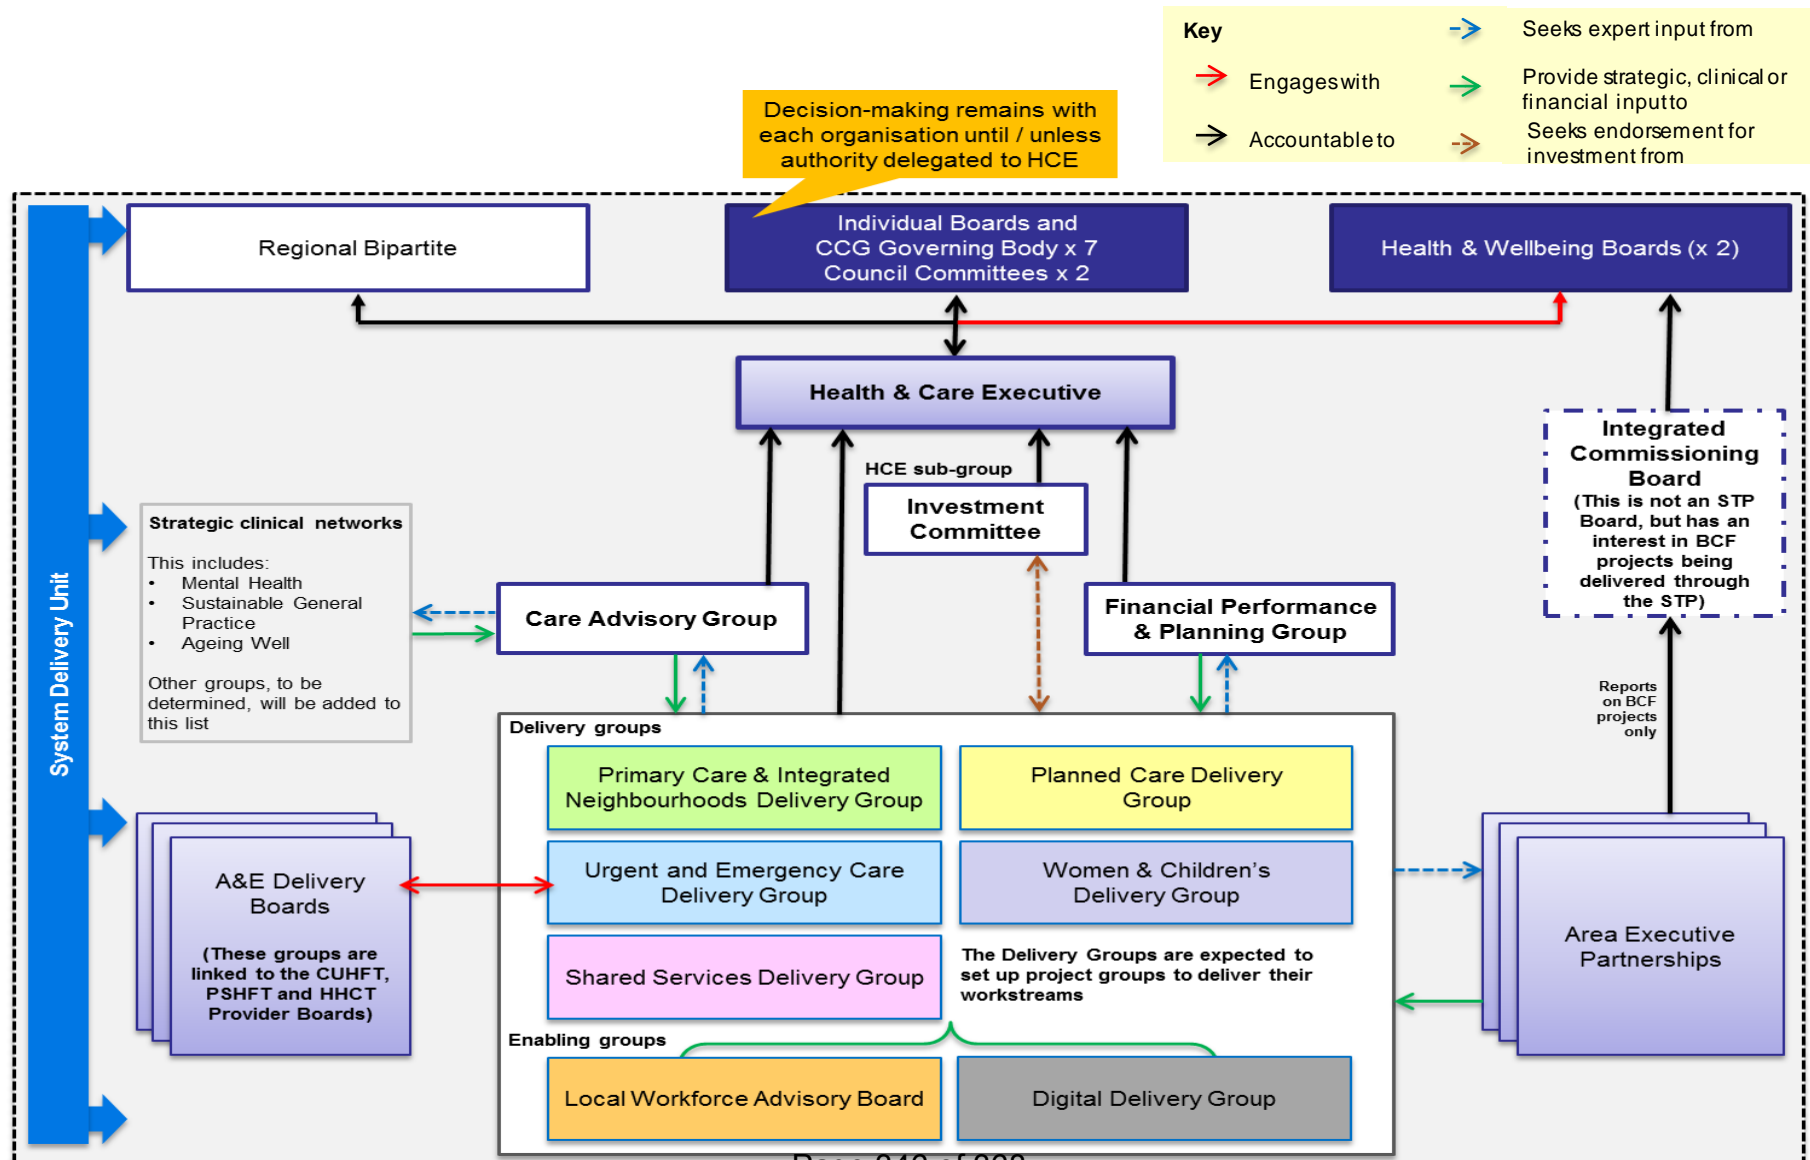 Key
Engages with
Accountable to
Seeks expert input from
Provide strategic, clinical or
financial input to
Seeks endorsement for
investment from
Decision-making remains with
each organisation until / unless
authority delegated to HCE
System Delivery Unit
Regional Bipartite
Individual Boards and
CCG Governing Body x 7
Council Committees x 2
Health & Wellbeing Boards (x 2)
Health & Care Executive
HCE sub-group
Investment
Committee
Integrated
Commissioning
Board
(This is not an STP
Board, but has an
interest in BCF
projects being
delivered through
the STP)
Strategic clinical networks
This includes:
• Mental Health
• Sustainable General
Practice
• Ageing Well
Other groups, to be
determined, will be added to
this list
Care Advisory Group
Financial Performance
& Planning Group
Reports
on BCF
projects
only
Delivery groups
Primary Care & Integrated
Neighbourhoods Delivery Group
Planned Care Delivery
Group
Urgent and Emergency Care
Delivery Group
Women & Children's
Delivery Group
Shared Services Delivery Group
The Delivery Groups are expected to
set up project groups to deliver their
workstreams
Enabling groups
Local Workforce Advisory Board
Digital Delivery Group
A&E Delivery
Boards
(These groups are
linked to the CUHFT,
PSHFT and HHCT
Provider Boards)
Area Executive
Partnerships